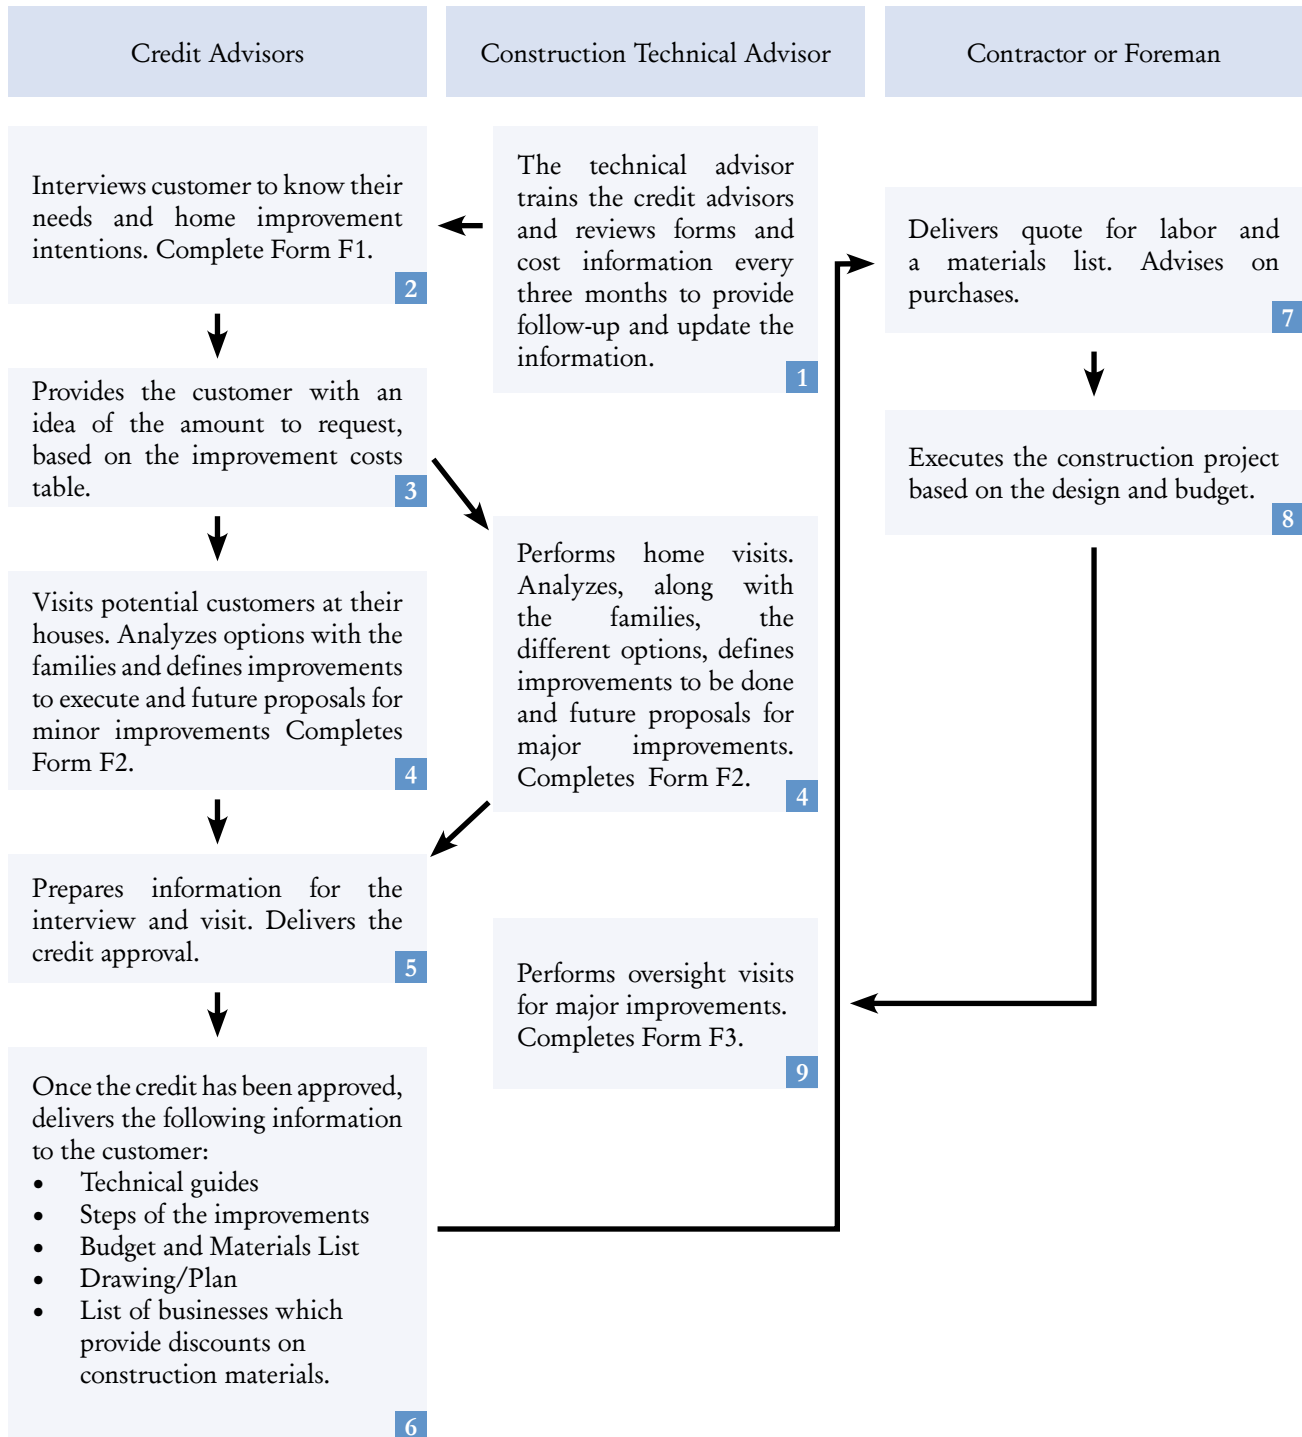 Credit Advisors
Construction Technical Advisor
Contractor or Foreman
Interviews customer to know their
needs and home improvement
intentions. Complete Form F1.
2
Provides the customer with an
idea of the amount to request,
based on the improvement costs
table.
3
Visits potential customers at their
houses. Analyzes options with the
families and defines improvements
to execute and future proposals for
minor improvements Completes
Form F2.
4
Prepares information for the
interview and visit. Delivers the
credit approval.
5
Once the credit has been approved,
delivers the following information
to the customer:
• Technical guides
• Steps of the improvements
• Budget and Materials List
• Drawing/Plan
• List of businesses which
provide discounts on
construction materials.
6
The technical advisor
trains the credit advisors
and reviews forms and
cost information every
three months to provide
follow-up and update the
information.
1
Performs home visits.
Analyzes, along with
the families, the
different options, defines
improvements to be done
and future proposals for
major improvements.
Completes Form F2.
4
Performs oversight visits
for major improvements.
Completes Form F3.
9
Delivers quote for labor and
a materials list. Advises on
purchases.
7
Executes the construction project
based on the design and budget.
8